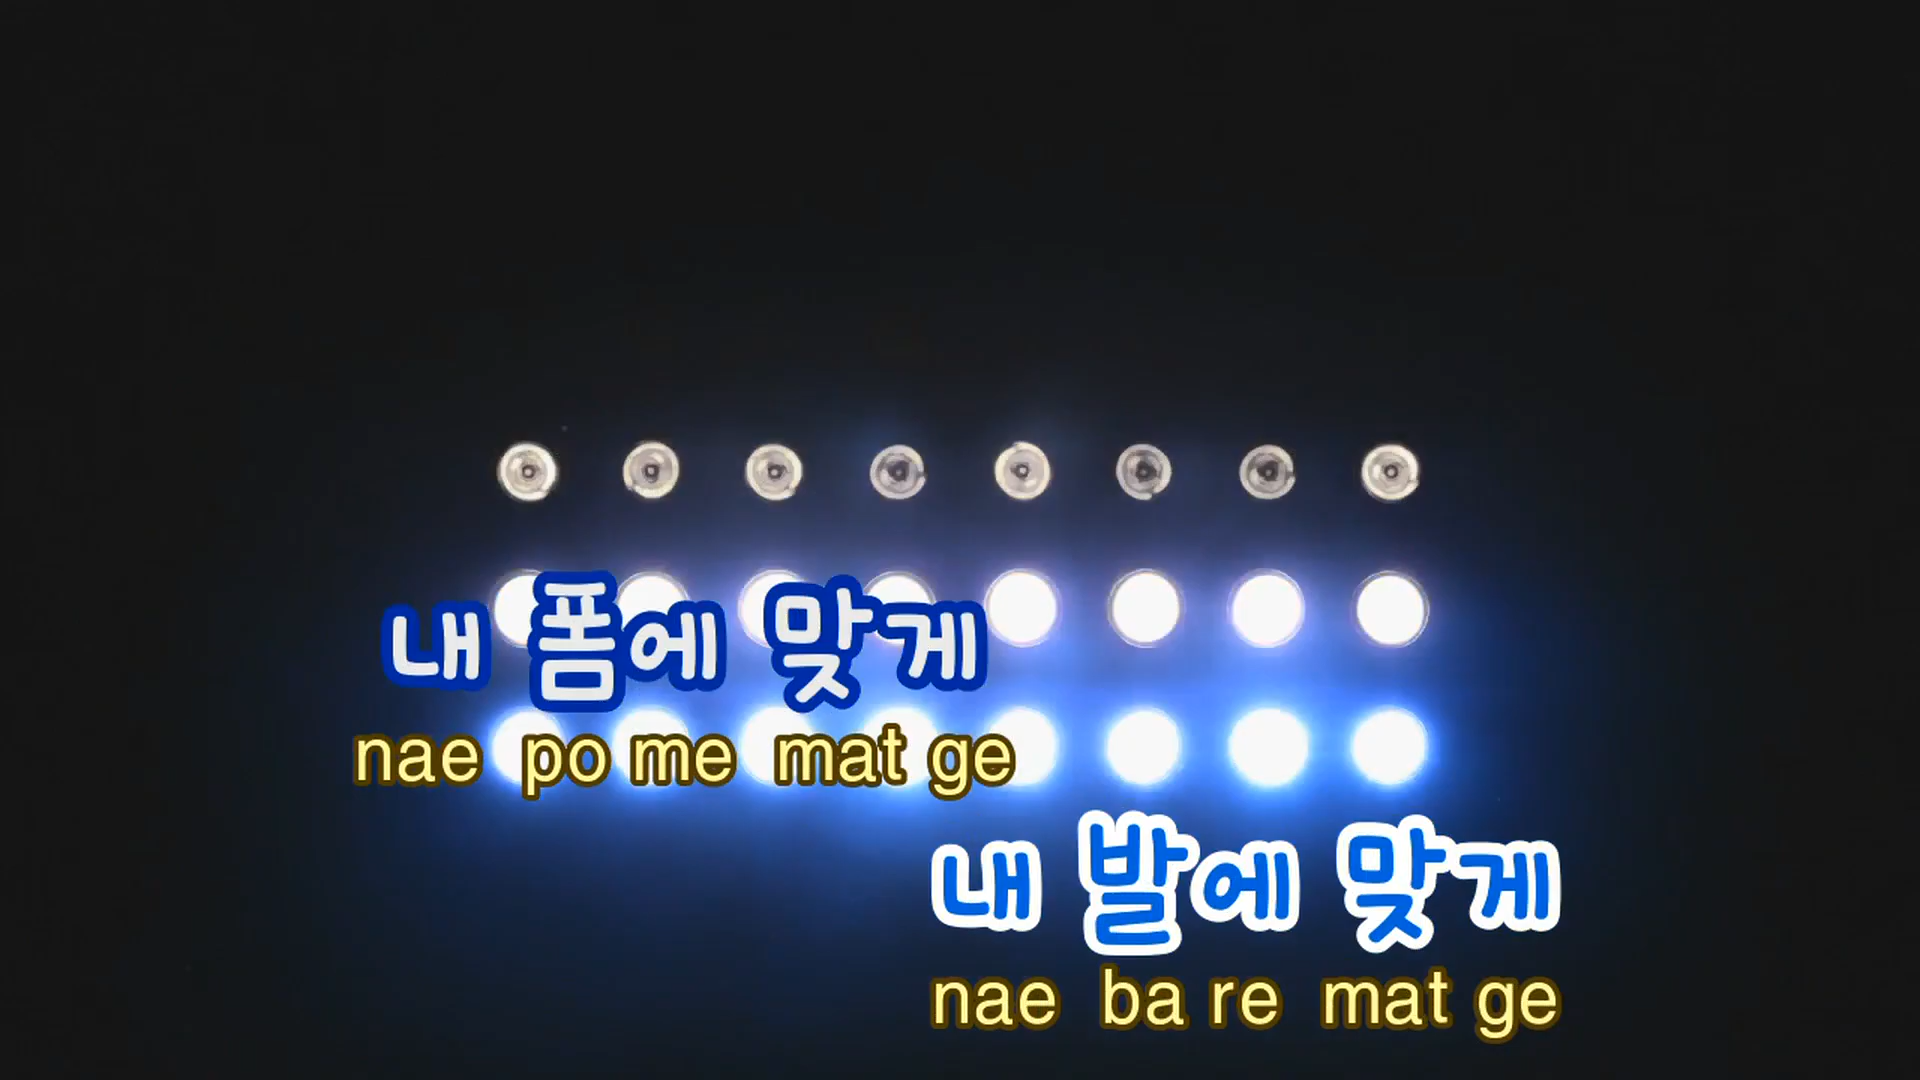 내 폼에 맞게
nae po me mat ge
내 발에 맞게
nae ba re mat ge